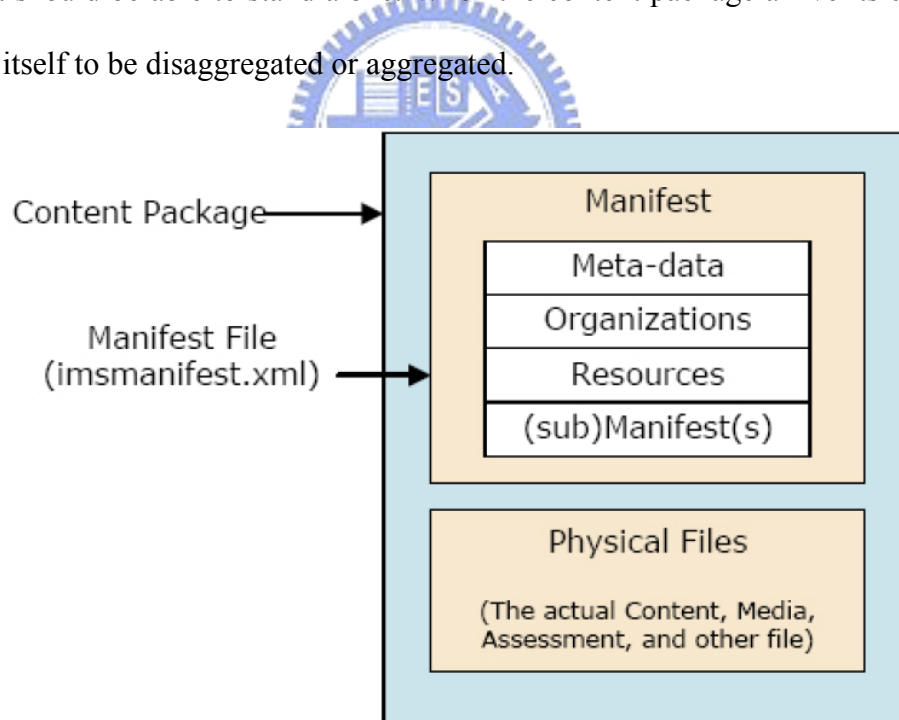 itself to be disaggregated or aggregated.
E S
Content Package
Manifest
Meta-data
Organizations
Resources
(sub)Manifest(s)
Manifest File
(imsmanifest.xml)
Physical Files
(The actual Content, Media,
Assessment, and other file)